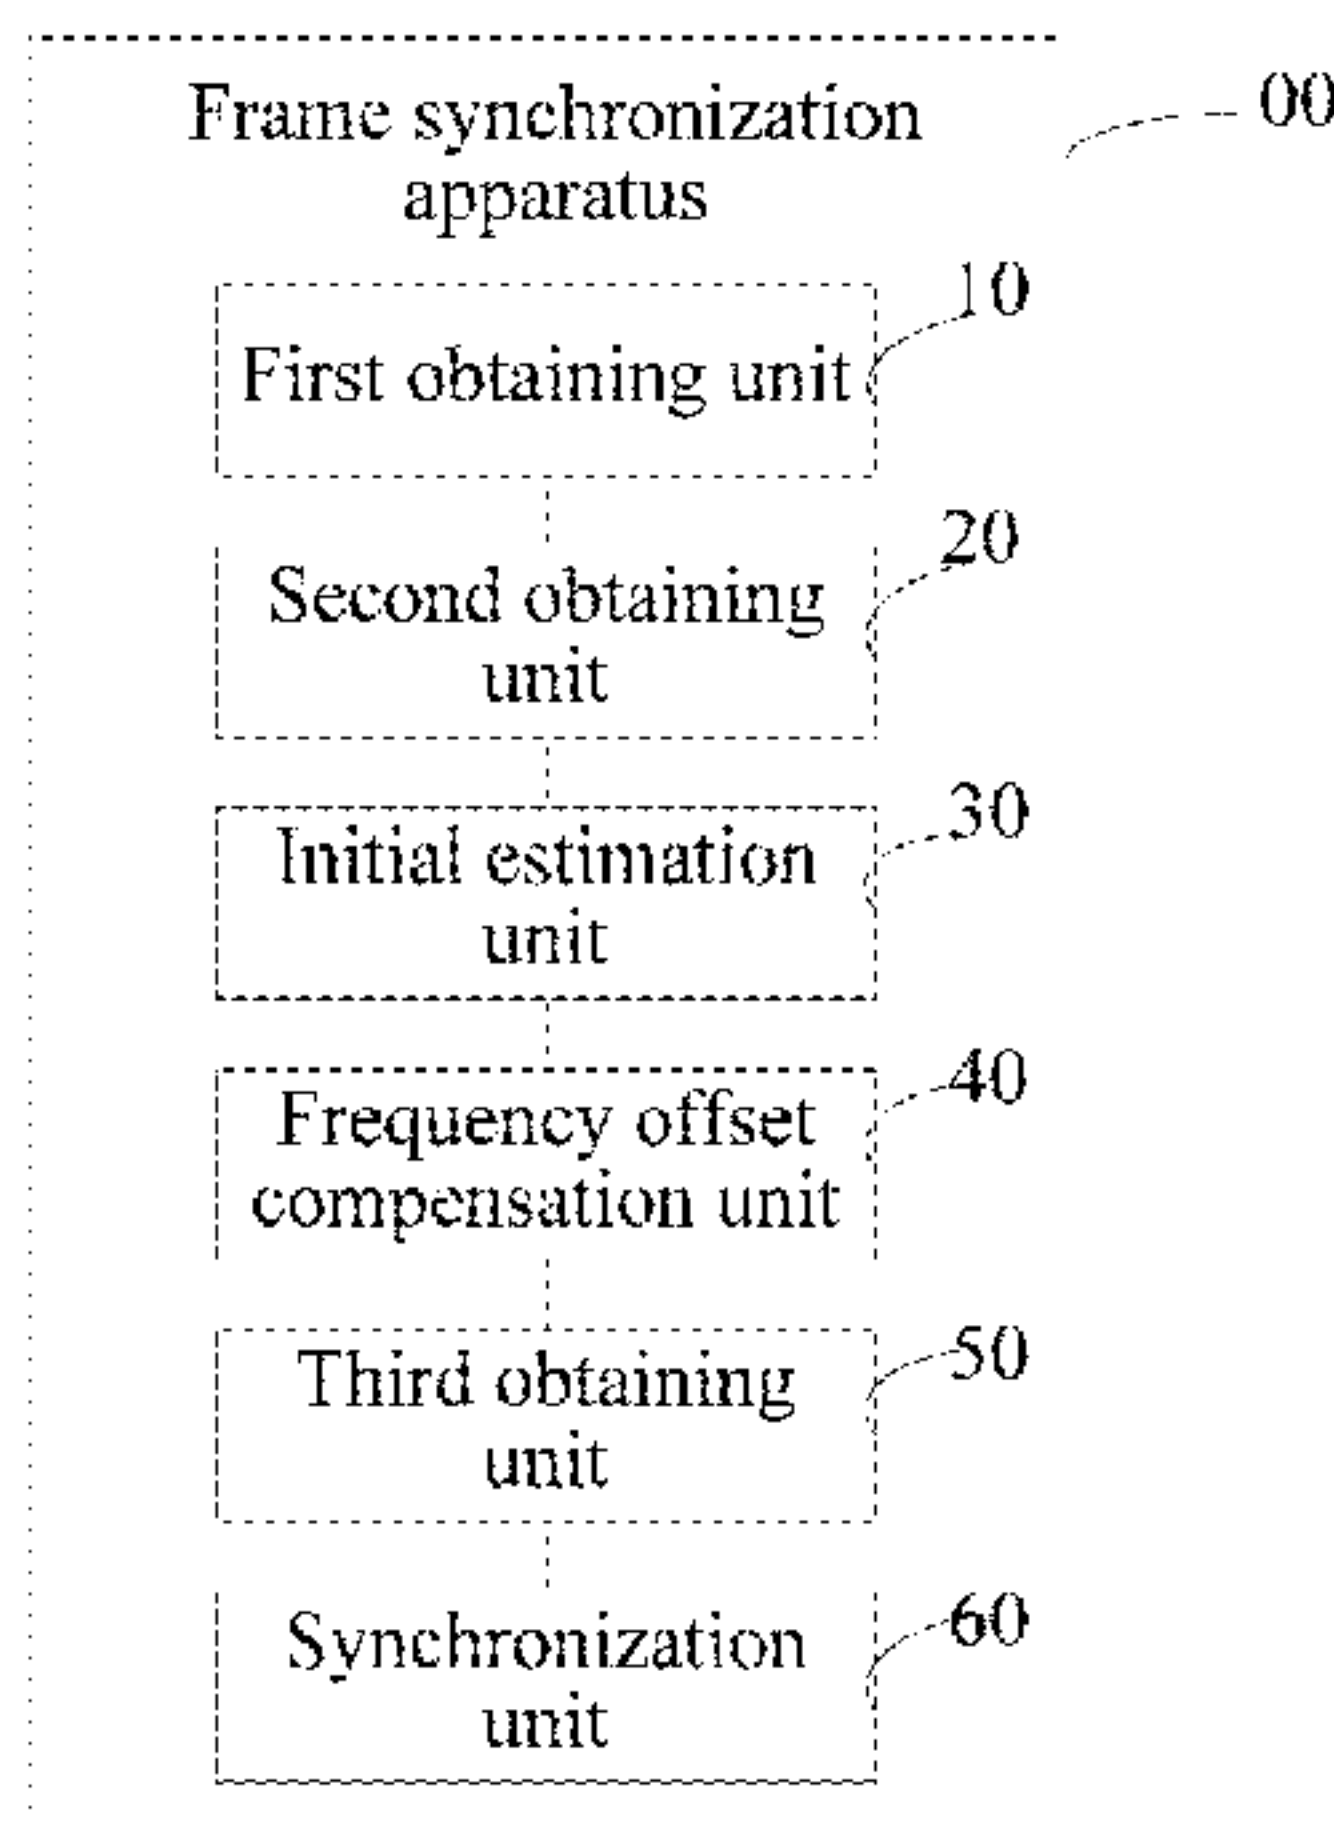 Frame synchronization
apparatus
00
10
First obtaining unit
20
Second obtaining
unit
30
Initial estimation
unit
40
Frequency offset
compensation unit
50
Third obtaining
unit
60
Synchronization
unit